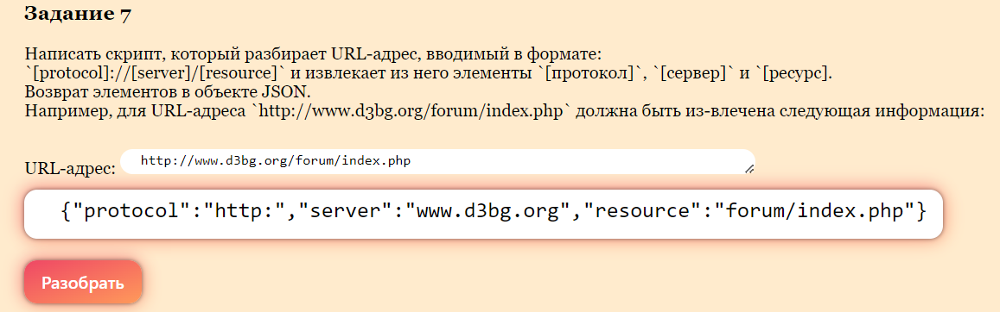 Задание 7
Написать скрипт, который разбирает URL-адрес, вводимый в формате:
`[protocol]://[server]/[resource]` и извлекает из него элементы `[протокол]`, `[сервер]` и `[ресурс].
Возврат элементов в объекте JSON.
Например, для URL-адреса `http://www.d3bg.org/forum/index.php` должна быть из-влечена следующая информация:
URL-адрес: http://www.d3bg.org/forum/index.php
{"protocol":"http:","server":"www.d3bg.org","resource":"forum/index.php"}
Разобрать